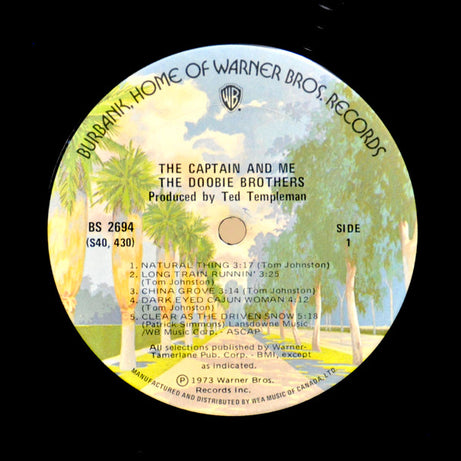 BURBANK, HOME OF WARNER BROS. RECORDS
WB
THE CAPTAIN AND ME
THE DOOBIE BROTHERS
Produced by Ted Templeman
BS 2694
(S40, 430)
SIDE
1
1. NATURAL THING 3:17 (Tom Johnston)
2. LONG TRAIN RUNNIN' 3:25
(Tom Johnston)
3. CHINA GROVE 3:14 (Tom Johnston)
4. DARK EYED CAJUN WOMAN 4:12
(Tom Johnston)
5. CLEAR AS THE DRIVEN SNOW 5:18
(Patrick Simmons) Lansdowne Music
/WB Music Corp. - ASCAP
All selections published by Warner-
Tamerlane Pub. Corp. - BMI, except
as indicated.
℗ 1973 Warner Bros.
Records Inc.
MANUFACTURED AND DISTRIBUTED BY WEA MUSIC OF CANADA, LTD.